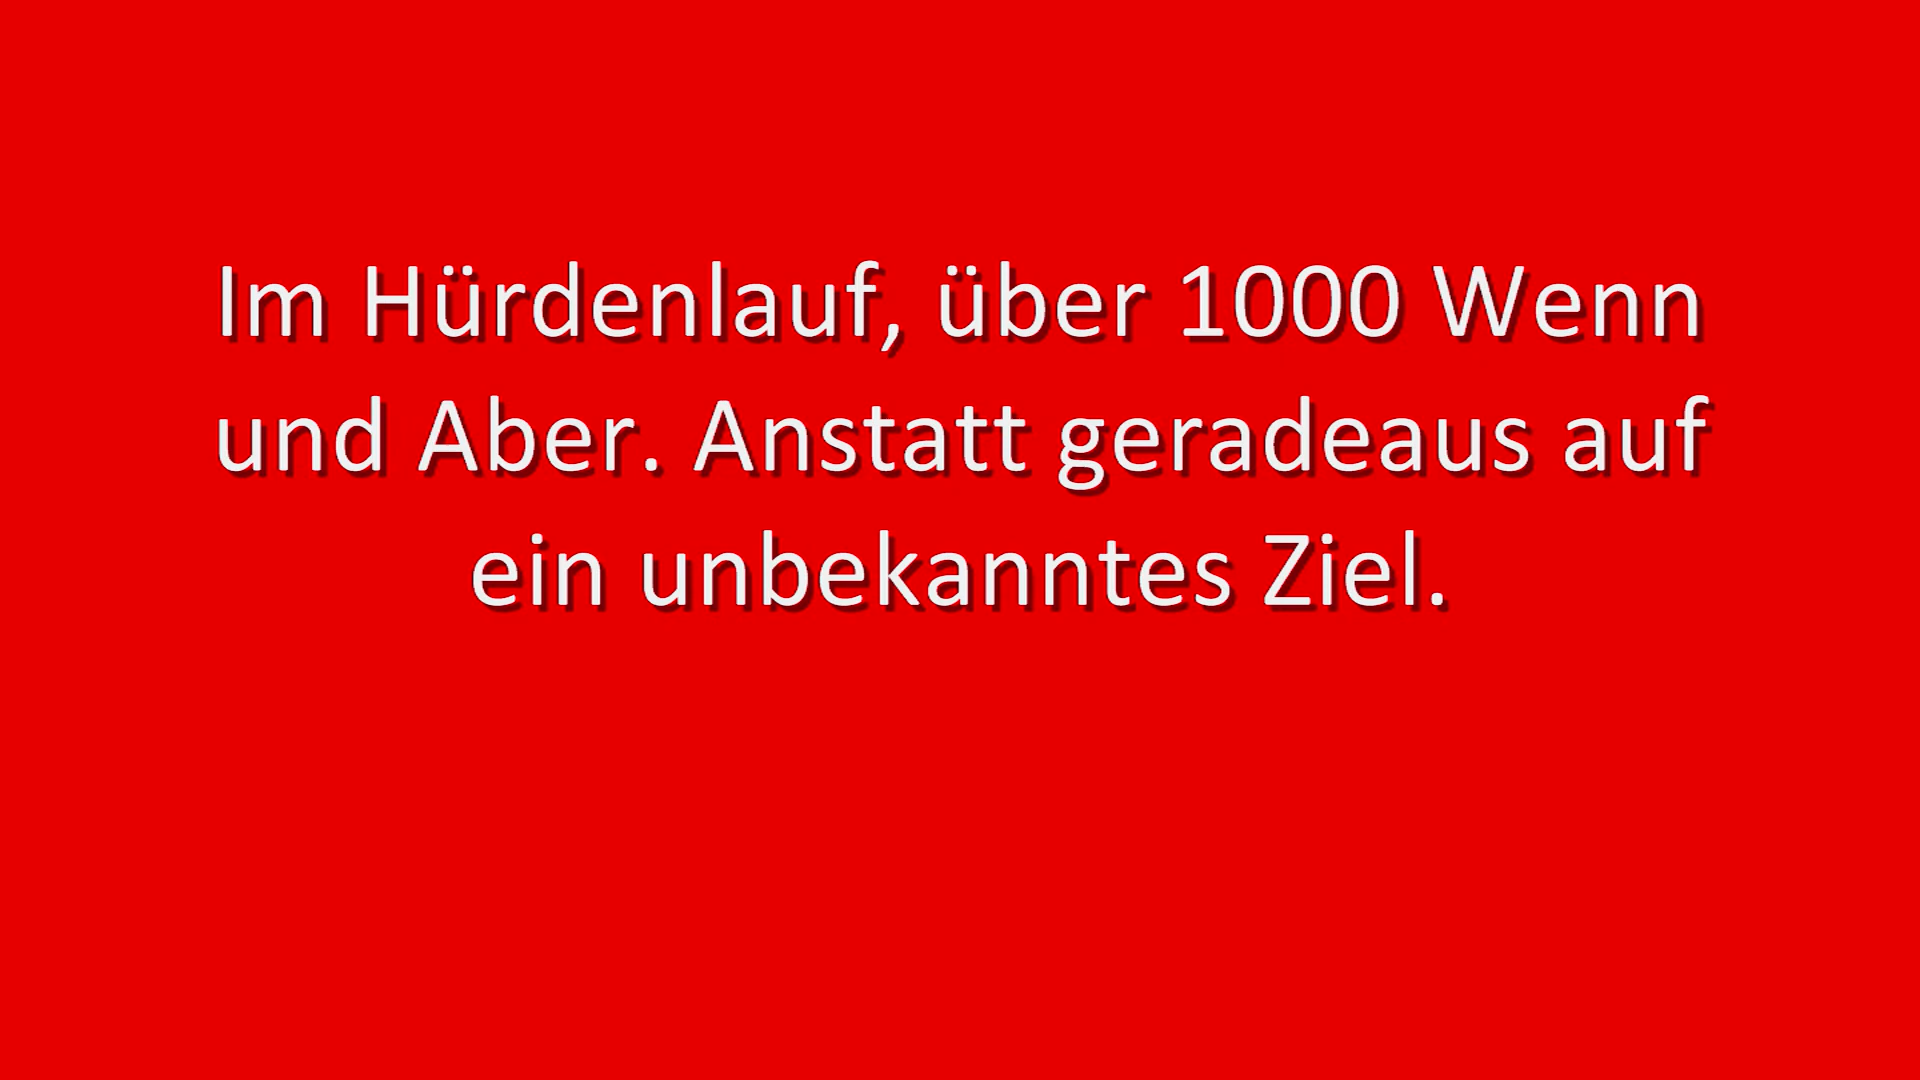 Im Hürdenlauf, über 1000 Wenn
und Aber. Anstatt geradeaus auf
ein unbekanntes Ziel.